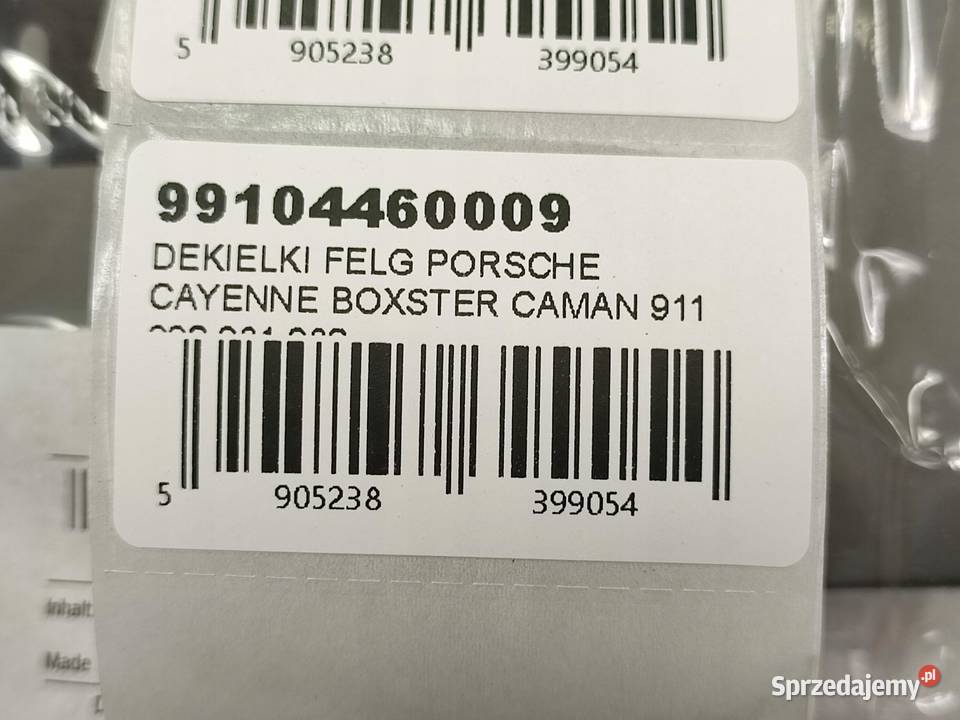 5 905238 399054
99104460009
DEKIELKI FELG PORSCHE
CAYENNE BOXSTER CAMAN 911
5 905238 399054
Inhalt
Made
Sprzedajemy.pl